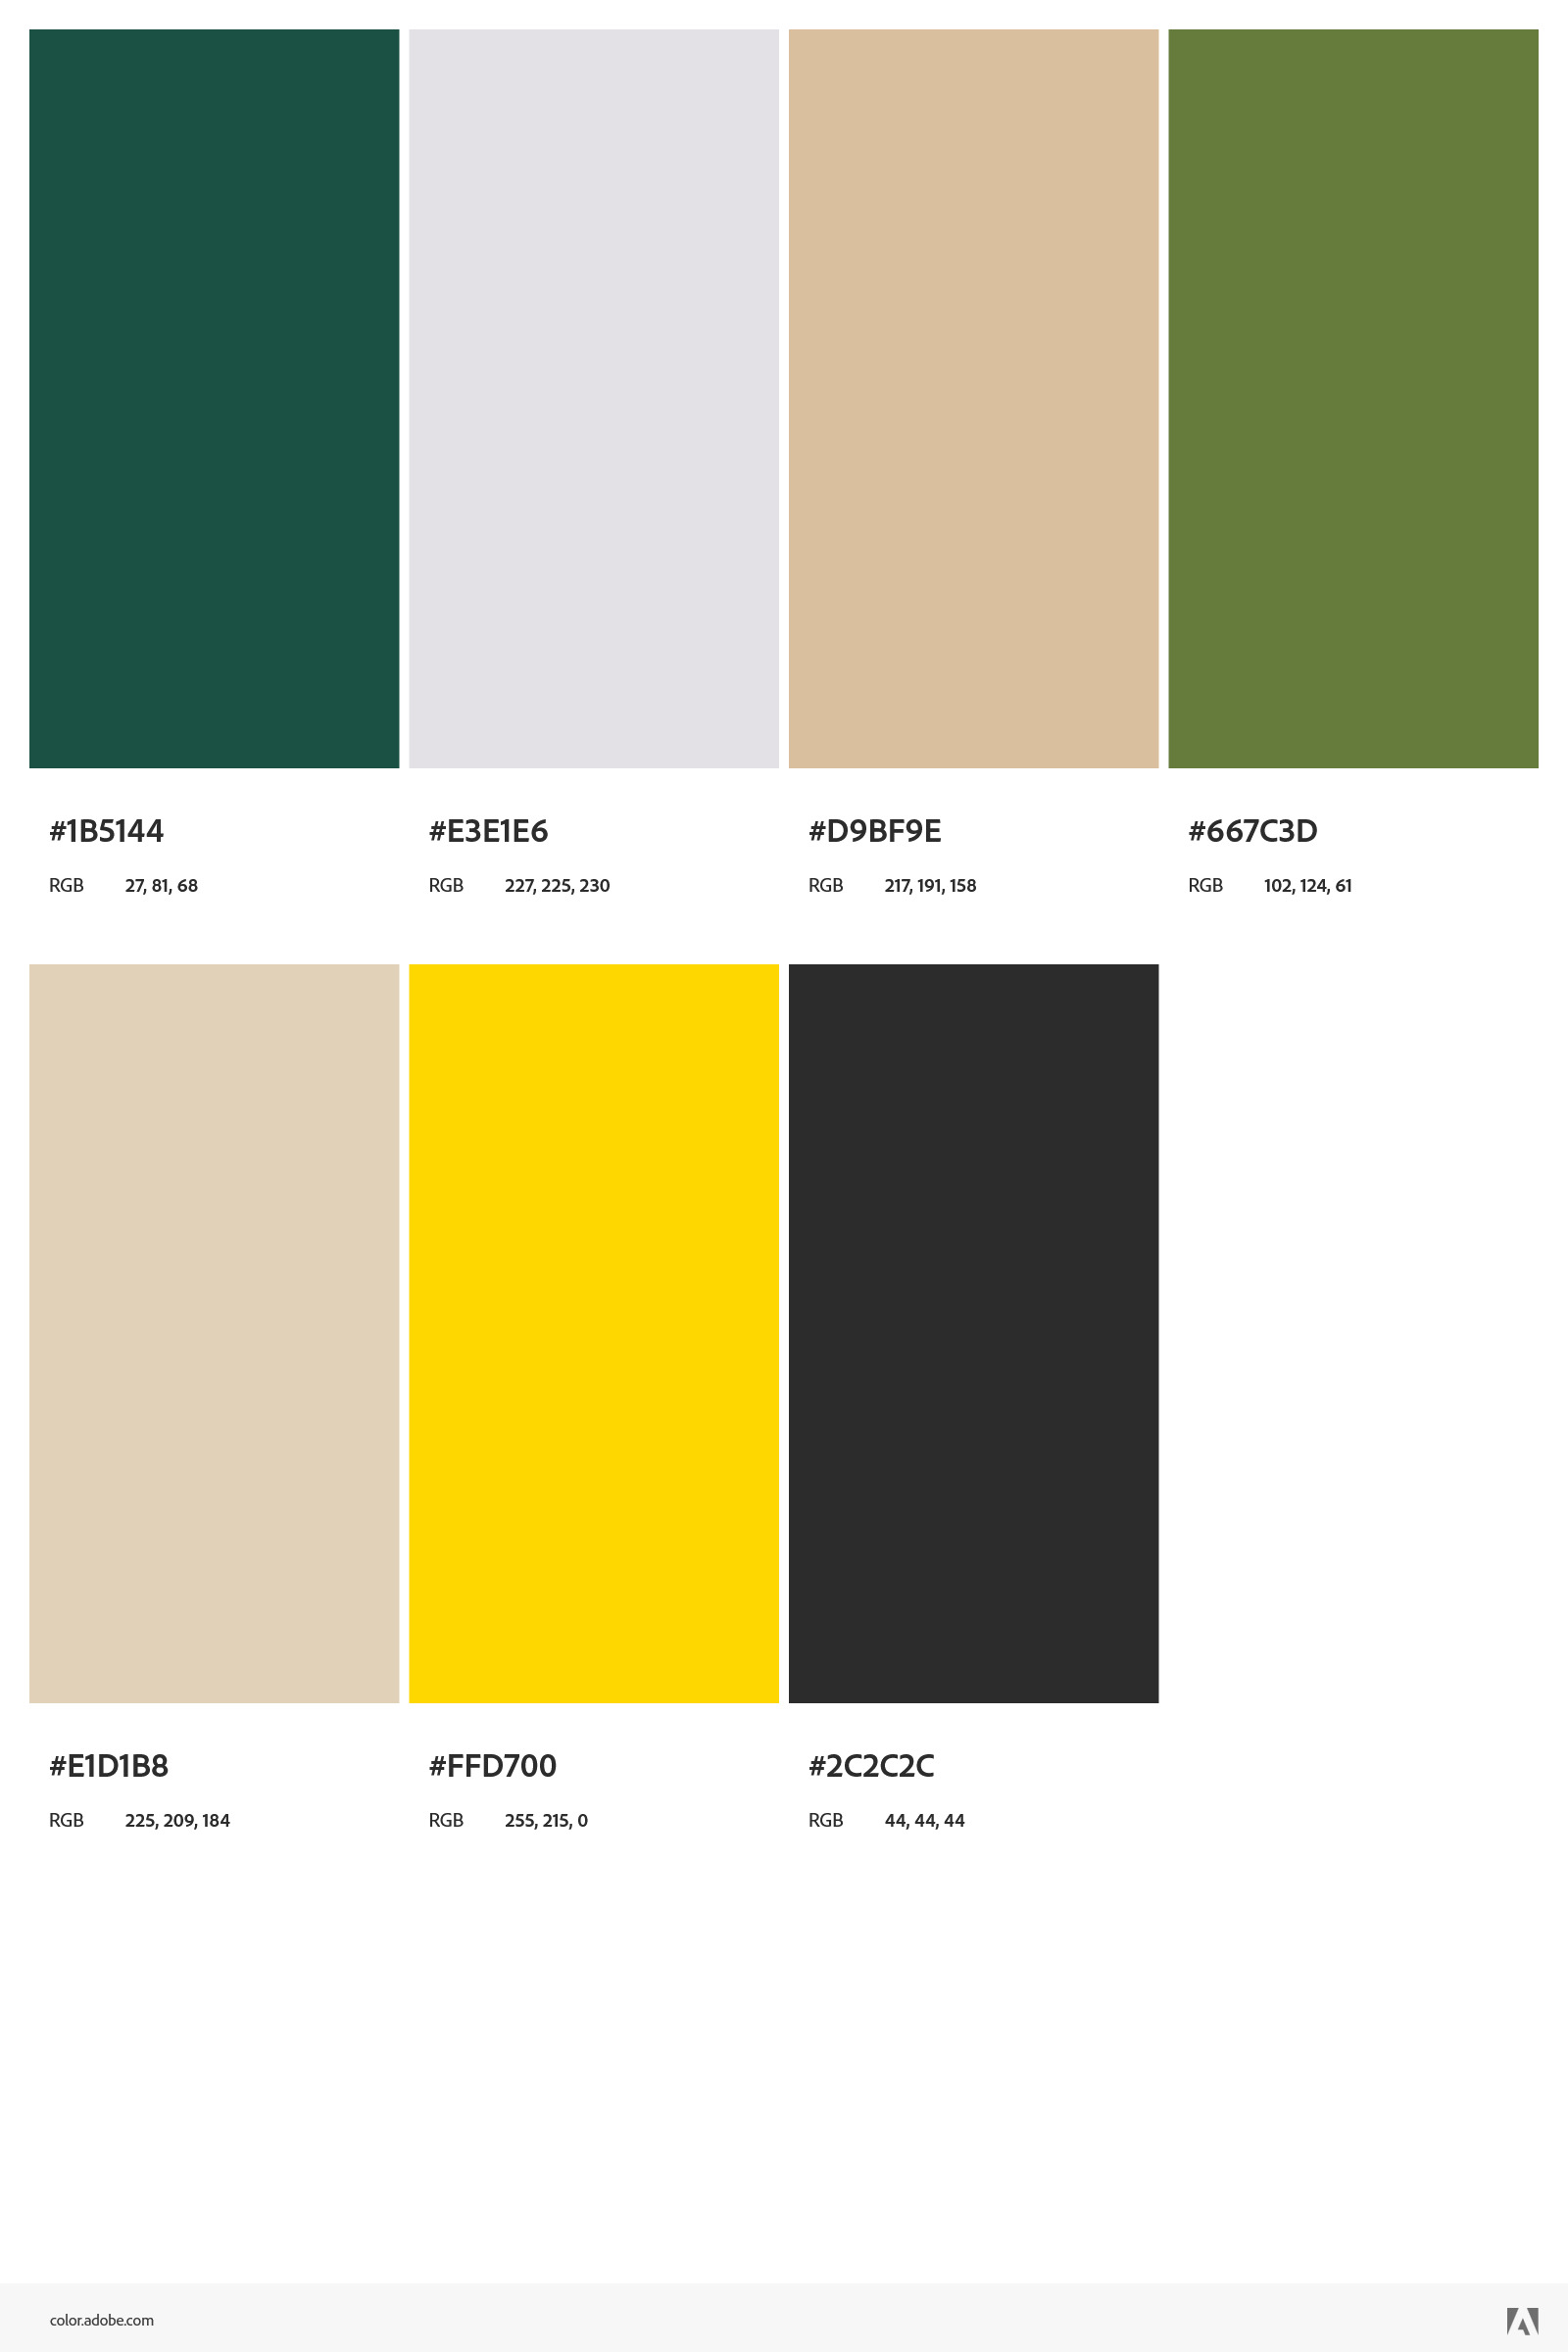 #1B5144 #E3E1E6 #D9BF9E #667C3D
RGB 27, 81, 68 RGB 227, 225, 230 RGB 217, 191, 158 RGB 102, 124, 61
#E1D1B8 #FFD700 #2C2C2C
RGB 225, 209, 184 RGB 255, 215, 0 RGB 44, 44, 44
color.adobe.com